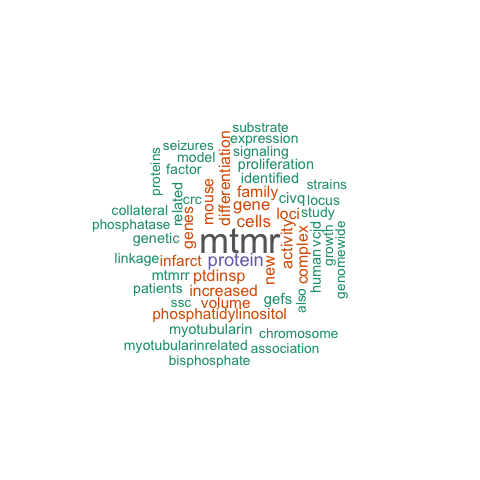 substrate
expression
seizures
signaling
model
proliferation
factor
identified
proteins
differentiation
family
strains
mouse
related
crc
gene
civq
locus
collateral
genes
cells
loci
study
phosphatase
genetic
mtmr
activity
complex
vcid
human
growth
genomewide
linkage
infarct
protein
new
mtmrr
ptdinsp
patients
increased
also
ssc
volume
gefs
phosphatidylinositol
myotubularin
chromosome
myotubularinrelated
association
bisphosphate